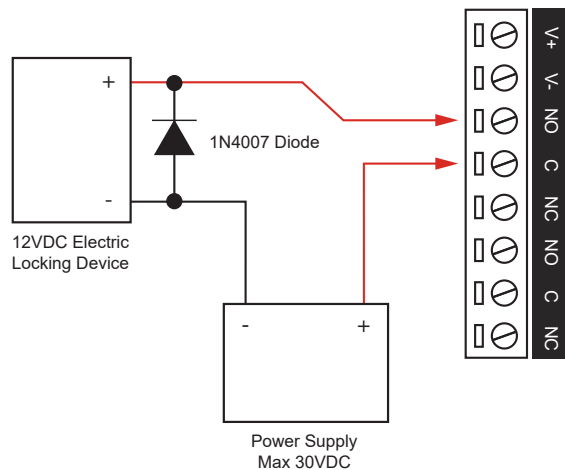 +
-
1N4007 Diode
12VDC Electric
Locking Device
-
+
Power Supply
Max 30VDC
V+
V-
NO
C
NC
NO
C
NC